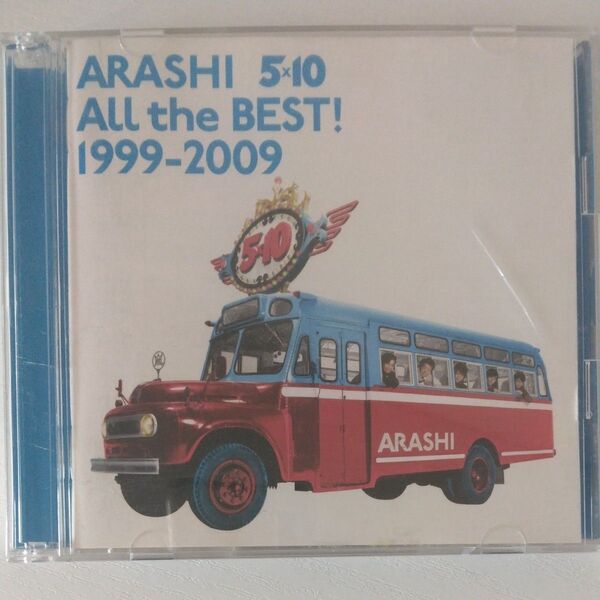 ARASHI 5×10
All the BEST!
1999-2009
5×10
ARASHI